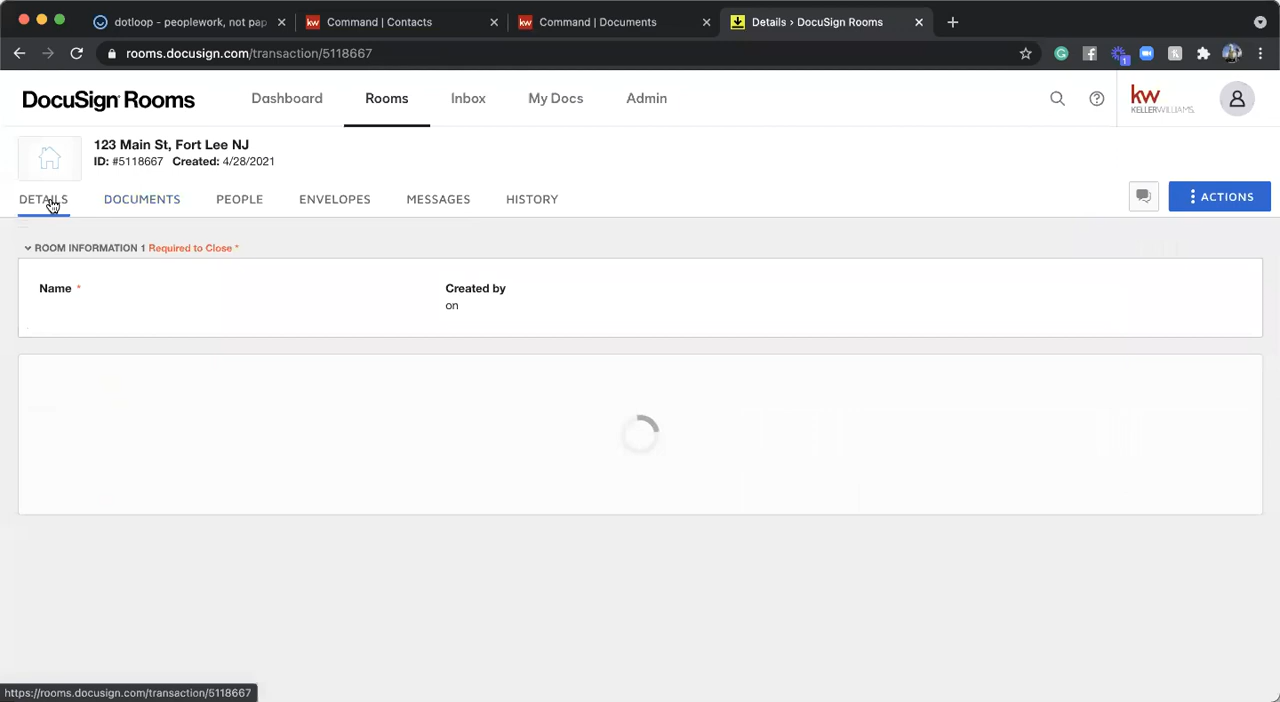 dotloop - peoplework, not pap
kw Command | Contacts
kw Command | Documents
Details › DocuSign Rooms
rooms.docusign.com/transaction/5118667
1
DocuSign Rooms
Dashboard
Rooms
Inbox
My Docs
Admin
kw
KELLERWILLIAMS.
123 Main St, Fort Lee NJ
ID: #5118667 Created: 4/28/2021
DETAILS
DOCUMENTS
PEOPLE
ENVELOPES
MESSAGES
HISTORY
ACTIONS
ROOM INFORMATION 1 Required to Close *
Name *
Created by
on
https://rooms.docusign.com/transaction/5118667